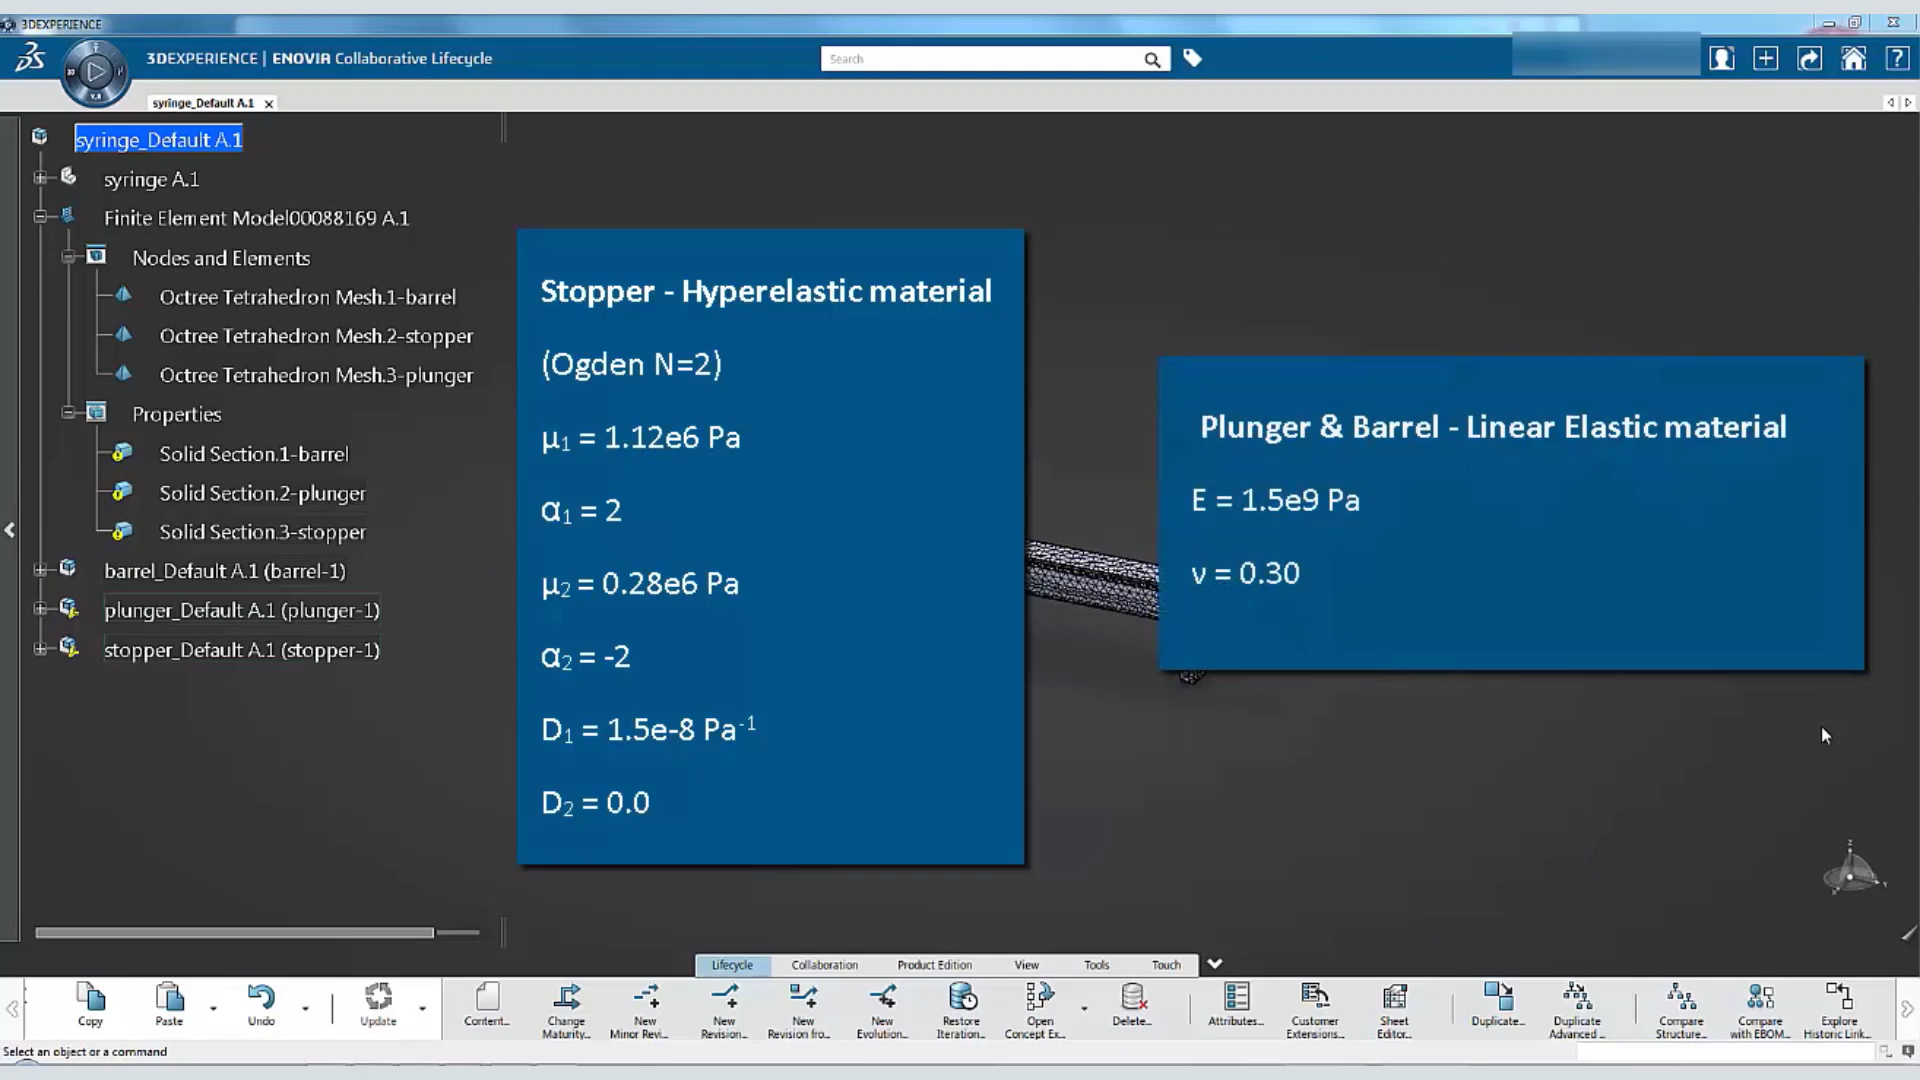 3DEXPERIENCE
3DEXPERIENCE | ENOVIA Collaborative Lifecycle
Search
syringe_Default A.1
syringe_Default A.1
syringe A.1
Finite Element Model00088169 A.1
Nodes and Elements
Octree Tetrahedron Mesh.1-barrel
Octree Tetrahedron Mesh.2-stopper
Octree Tetrahedron Mesh.3-plunger
Properties
Solid Section.1-barrel
Solid Section.2-plunger
Solid Section.3-stopper
barrel_Default A.1 (barrel-1)
plunger_Default A.1 (plunger-1)
stopper_Default A.1 (stopper-1)
Stopper - Hyperelastic material
(Ogden N=2)
μ₁ = 1.12e6 Pa
α₁ = 2
μ₂ = 0.28e6 Pa
α₂ = -2
D₁ = 1.5e-8 Pa⁻¹
D₂ = 0.0
Plunger & Barrel - Linear Elastic material
E = 1.5e9 Pa
ν = 0.30
Lifecycle Collaboration Product Edition View Tools Touch
Copy
Paste
Undo
Update
Content...
Change Maturity...
New Minor Revi...
New Revision...
New Revision fro...
New Evolution...
Restore Iteration...
Open Concept Ex...
Delete...
Attributes...
Customer Extensions...
Sheet Editor...
Duplicate...
Duplicate Advanced ...
Compare Structure...
Compare with EBOM...
Explore Historic Link...
Select an object or a command